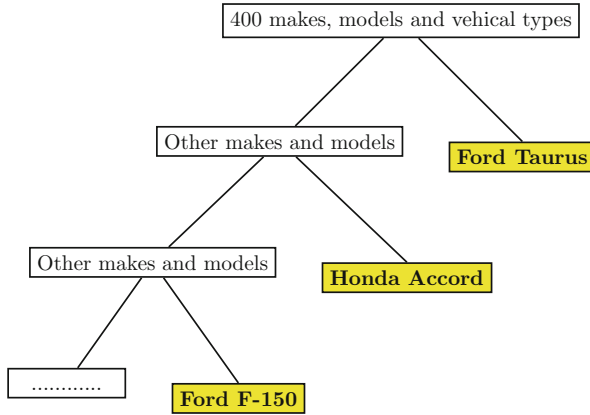 400 makes, models and vehical types
Other makes and models
Ford Taurus
Other makes and models
Honda Accord
............
Ford F-150